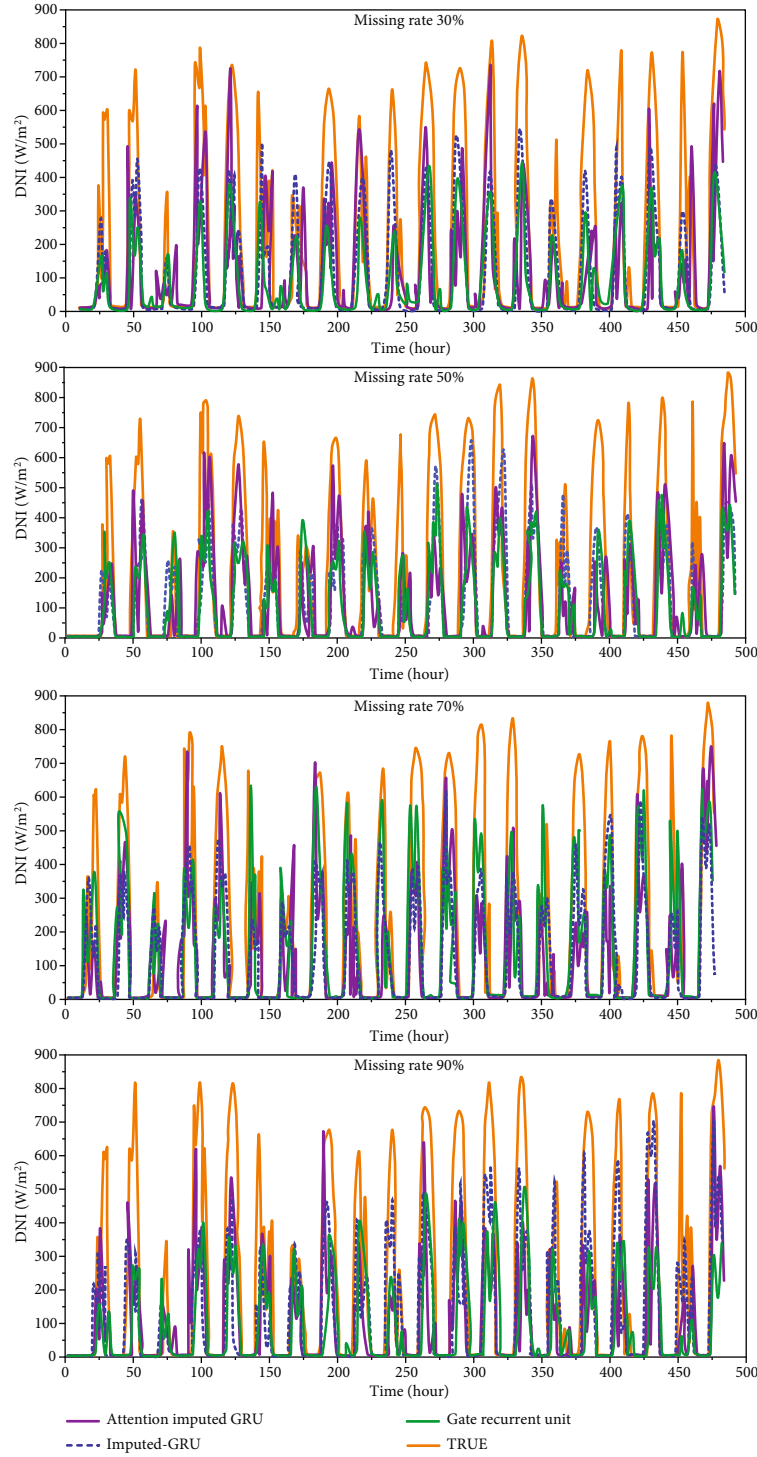 Missing rate 30%
900
800
700
600
500
400
300
200
100
0
DNI (W/m²)
0 50 100 150 200 250 300 350 400 450 500
Time (hour)
Missing rate 50%
900
800
700
600
500
400
300
200
100
0
DNI (W/m²)
0 50 100 150 200 250 300 350 400 450 500
Time (hour)
Missing rate 70%
900
800
700
600
500
400
300
200
100
0
DNI (W/m²)
0 50 100 150 200 250 300 350 400 450 500
Time (hour)
Missing rate 90%
900
800
700
600
500
400
300
200
100
0
DNI (W/m²)
0 50 100 150 200 250 300 350 400 450 500
Time (hour)
Attention imputed GRU Gate recurrent unit
Imputed-GRU TRUE